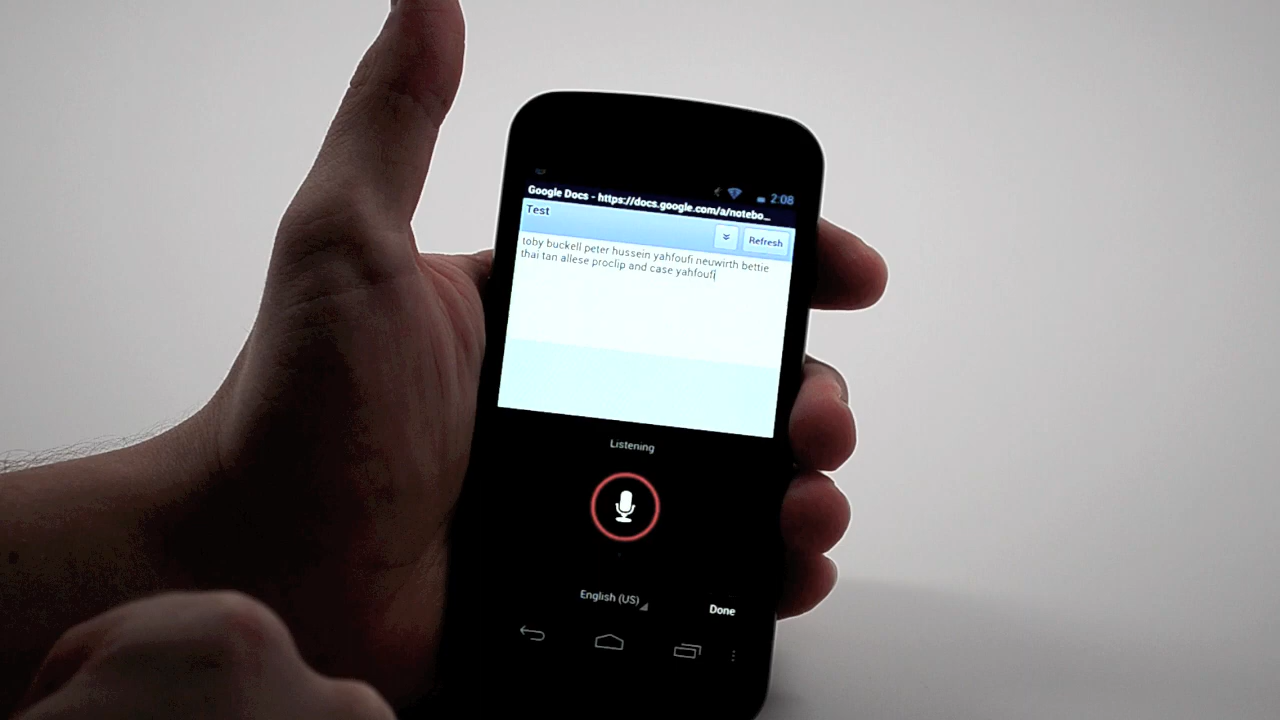 2:08
Google Docs - https://docs.google.com/a/notebo...
Test
Refresh
toby buckell peter hussein yahfoufi neuwirth bettie
thai tan allese proclip and case yahfoufi
Listening
English (US)
Done